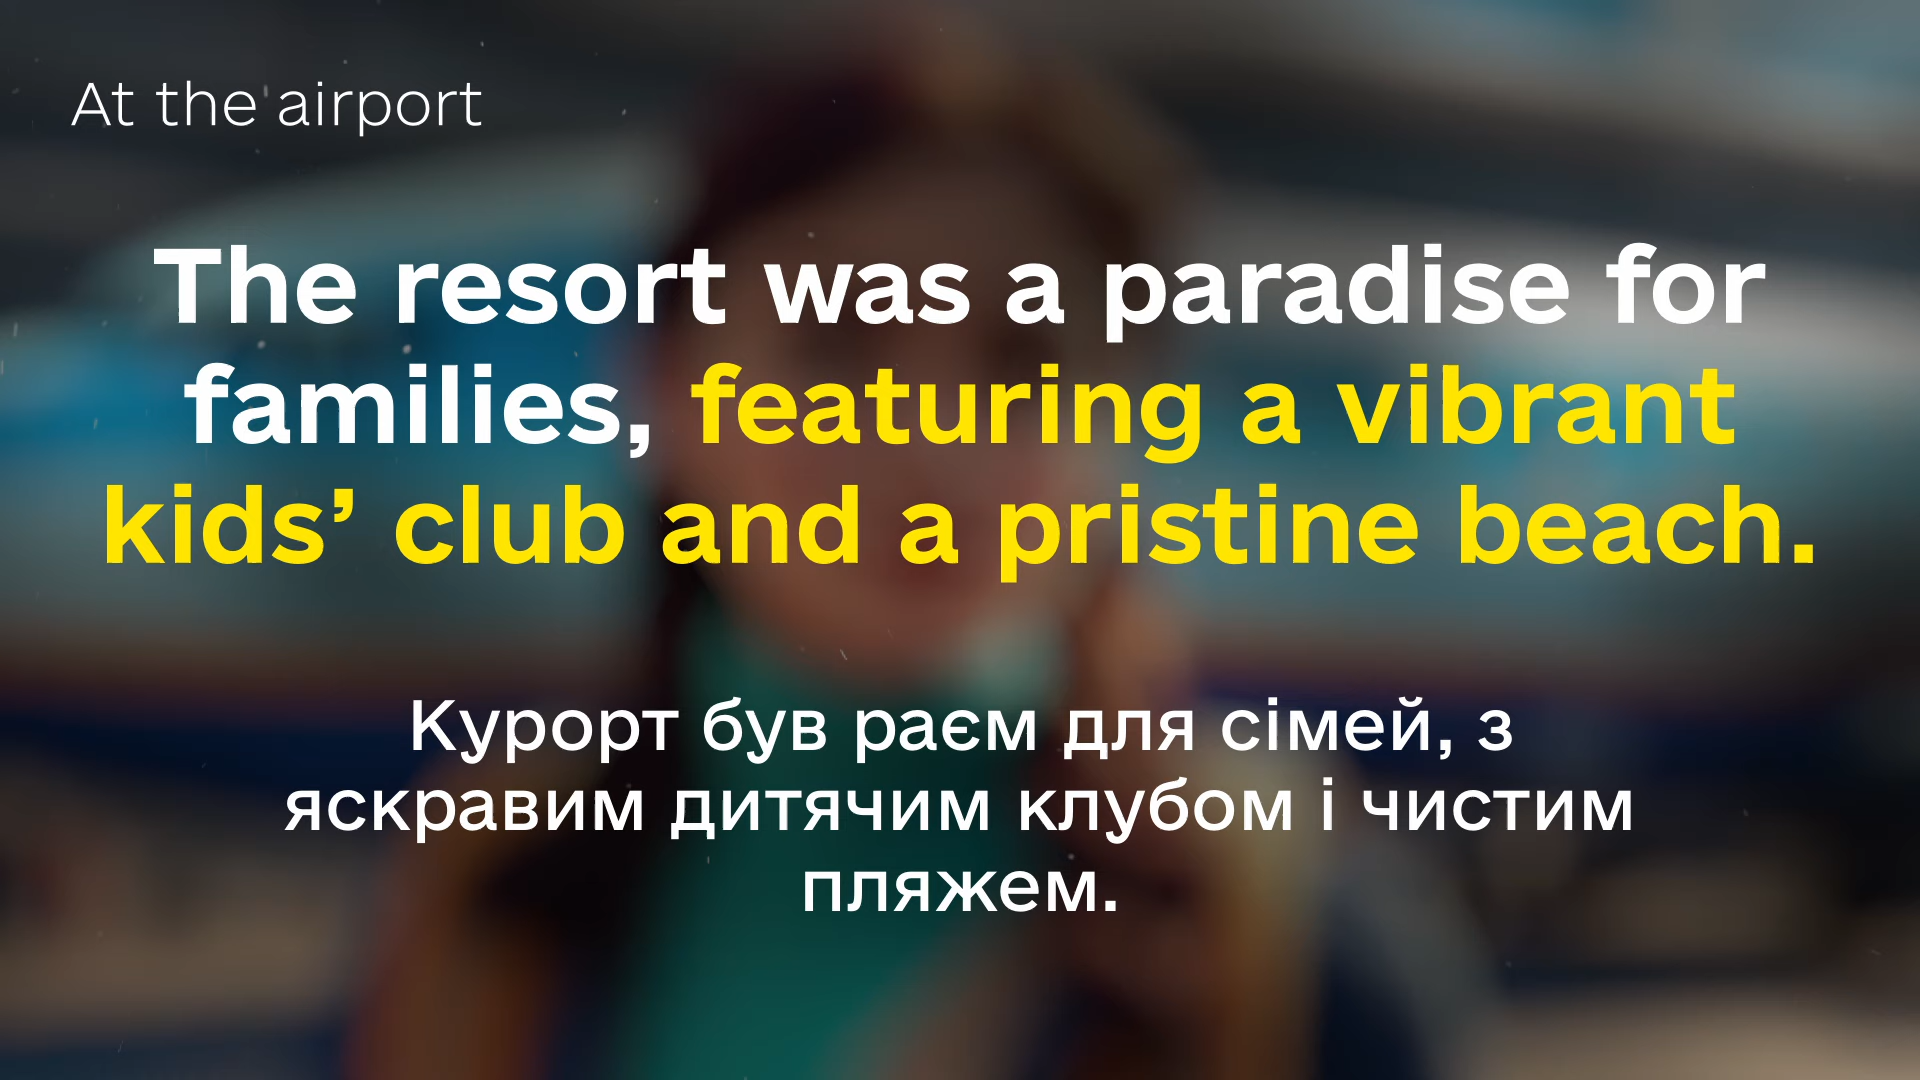 At the airport
The resort was a paradise for
families, featuring a vibrant
kids’ club and a pristine beach.
Курорт був раєм для сімей, з
яскравим дитячим клубом і чистим
пляжем.